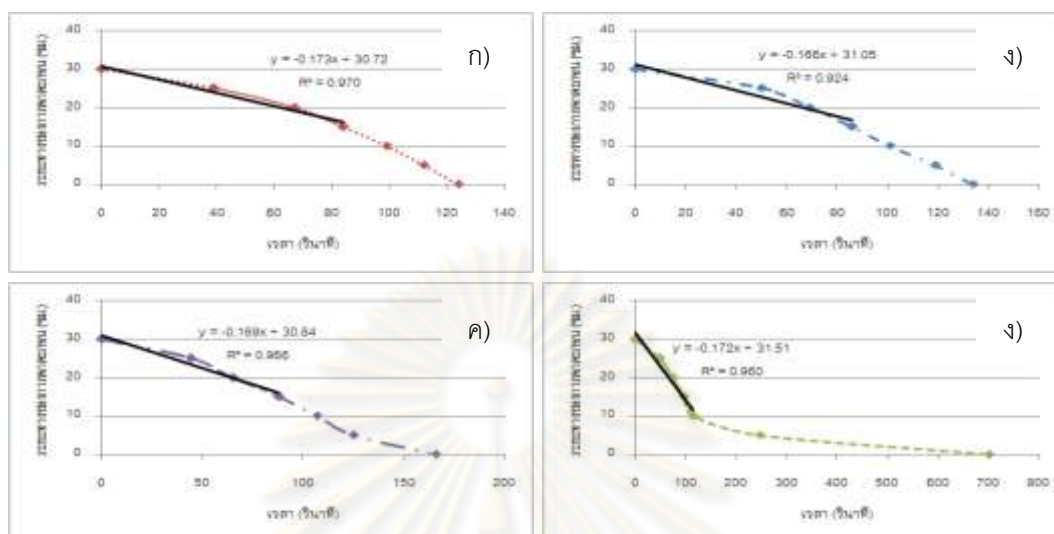 ก)
y = -0.173x + 30.72
R² = 0.970
40
30
20
10
0
0 20 40 60 80 100 120 140
เวลา (วินาที)
ง)
y = -0.166x + 31.05
R² = 0.924
40
30
20
10
0
0 20 40 60 80 100 120 140 160
เวลา (วินาที)
ค)
y = -0.169x + 30.84
R² = 0.966
40
30
20
10
0
0 50 100 150 200
เวลา (วินาที)
ง)
y = -0.172x + 31.51
R² = 0.960
40
30
20
10
0
0 100 200 300 400 500 600 700 800
เวลา (วินาที)